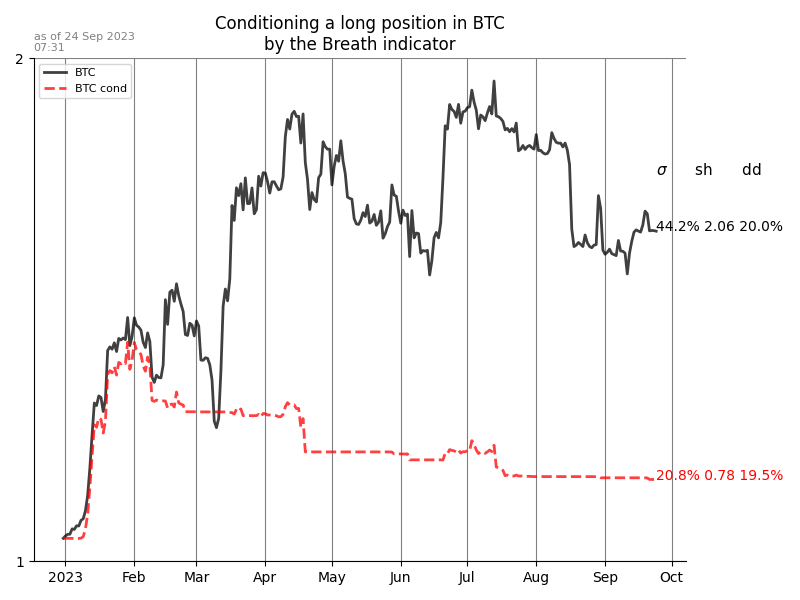 Conditioning a long position in BTC
by the Breath indicator
as of 24 Sep 2023
07:31
2
BTC
BTC cond
σ sh dd
44.2% 2.06 20.0%
20.8% 0.78 19.5%
1
2023 Feb Mar Apr May Jun Jul Aug Sep Oct